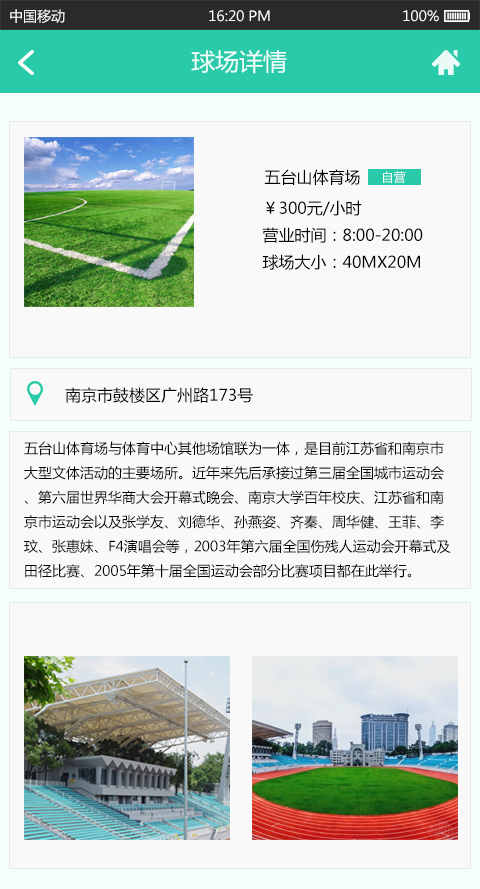 中国移动 16:20 PM 100%
球场详情
五台山体育场 自营
￥300元/小时
营业时间：8:00-20:00
球场大小：40MX20M
南京市鼓楼区广州路173号
五台山体育场与体育中心其他场馆联为一体，是目前江苏省和南京市
大型文体活动的主要场所。近年来先后承接过第三届全国城市运动会
、第六届世界华商大会开幕式晚会、南京大学百年校庆、江苏省和南
京市运动会以及张学友、刘德华、孙燕姿、齐秦、周华健、王菲、李
玟、张惠妹、F4演唱会等，2003年第六届全国伤残人运动会开幕式及
田径比赛、2005年第十届全国运动会部分比赛项目都在此举行。